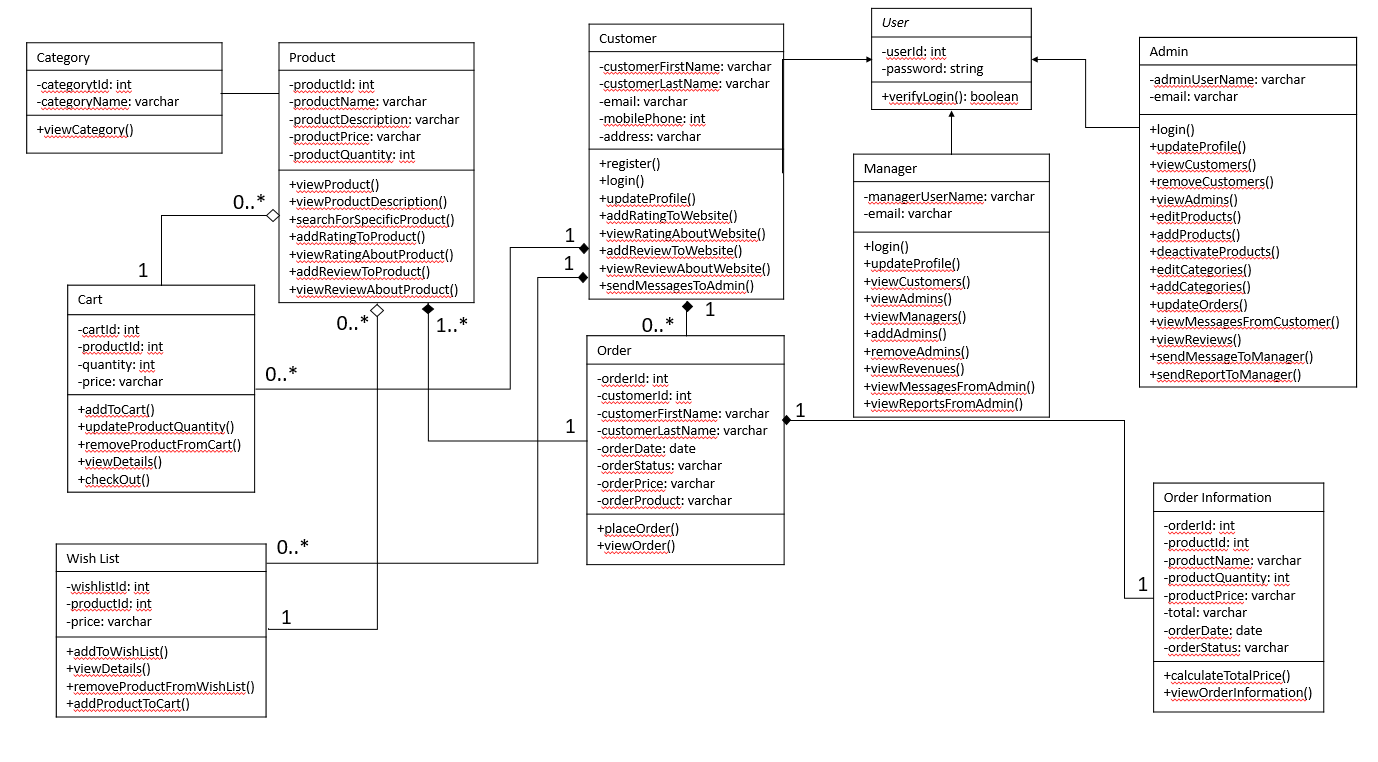 Category
-categorytId: int
-categoryName: varchar
+viewCategory()
Product
-productId: int
-productName: varchar
-productDescription: varchar
-productPrice: varchar
-productQuantity: int
+viewProduct()
+viewProductDescription()
+searchForSpecificProduct()
+addRatingToProduct()
+viewRatingAboutProduct()
+addReviewToProduct()
+viewReviewAboutProduct()
Customer
-customerFirstName: varchar
-customerLastName: varchar
-email: varchar
-mobilePhone: int
-address: varchar
+register()
+login()
+updateProfile()
+addRatingToWebsite()
+viewRatingAboutWebsite()
+addReviewToWebsite()
+viewReviewAboutWebsite()
+sendMessagesToAdmin()
User
-userId: int
-password: string
+verifyLogin(): boolean
Admin
-adminUserName: varchar
-email: varchar
+login()
+updateProfile()
+viewCustomers()
+removeCustomers()
+viewAdmins()
+editProducts()
+addProducts()
+deactivateProducts()
+editCategories()
+addCategories()
+updateOrders()
+viewMessagesFromCustomer()
+viewReviews()
+sendMessageToManager()
+sendReportToManager()
Manager
-managerUserName: varchar
-email: varchar
+login()
+updateProfile()
+viewCustomers()
+viewAdmins()
+viewManagers()
+addAdmins()
+removeAdmins()
+viewRevenues()
+viewMessagesFromAdmin()
+viewReportsFromAdmin()
0..*
1
1
1
0..*
1..*
0..*
1
Cart
-cartId: int
-productId: int
-quantity: int
-price: varchar
+addToCart()
+updateProductQuantity()
+removeProductFromCart()
+viewDetails()
+checkOut()
0..*
1
Order
-orderId: int
-customerId: int
-customerFirstName: varchar
-customerLastName: varchar
-orderDate: date
-orderStatus: varchar
-orderPrice: varchar
-orderProduct: varchar
+placeOrder()
+viewOrder()
1
1
Order Information
-orderId: int
-productId: int
-productName: varchar
-productQuantity: int
-productPrice: varchar
-total: varchar
-orderDate: date
-orderStatus: varchar
+calculateTotalPrice()
+viewOrderInformation()
0..*
1
Wish List
-wishlistId: int
-productId: int
-price: varchar
+addToWishList()
+viewDetails()
+removeProductFromWishList()
+addProductToCart()